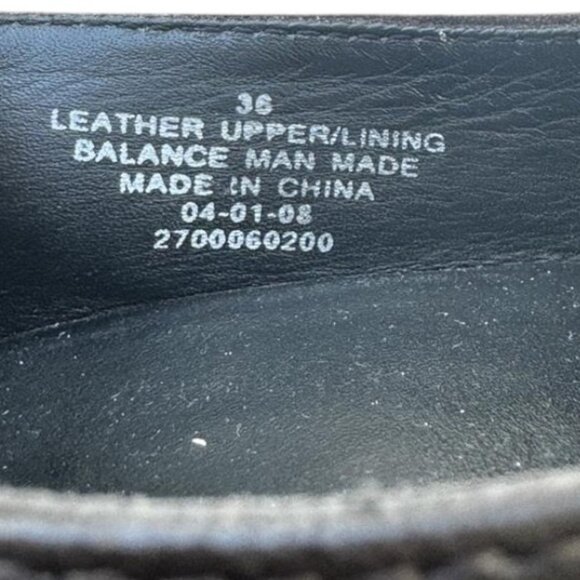 36
LEATHER UPPER/LINING
BALANCE MAN MADE
MADE IN CHINA
04-01-08
2700060200